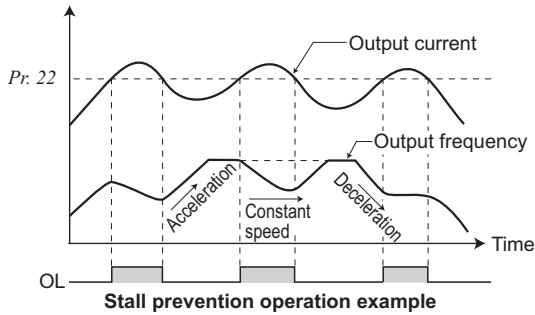 Output current
Pr. 22
Output frequency
Acceleration
Constant
speed
Deceleration
Time
OL
Stall prevention operation example